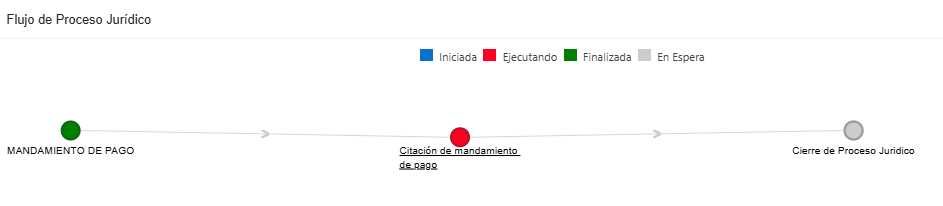 Flujo de Proceso Jurídico
Iniciada Ejecutando Finalizada En Espera
MANDAMIENTO DE PAGO
Citación de mandamiento
de pago
Cierre de Proceso Juridico